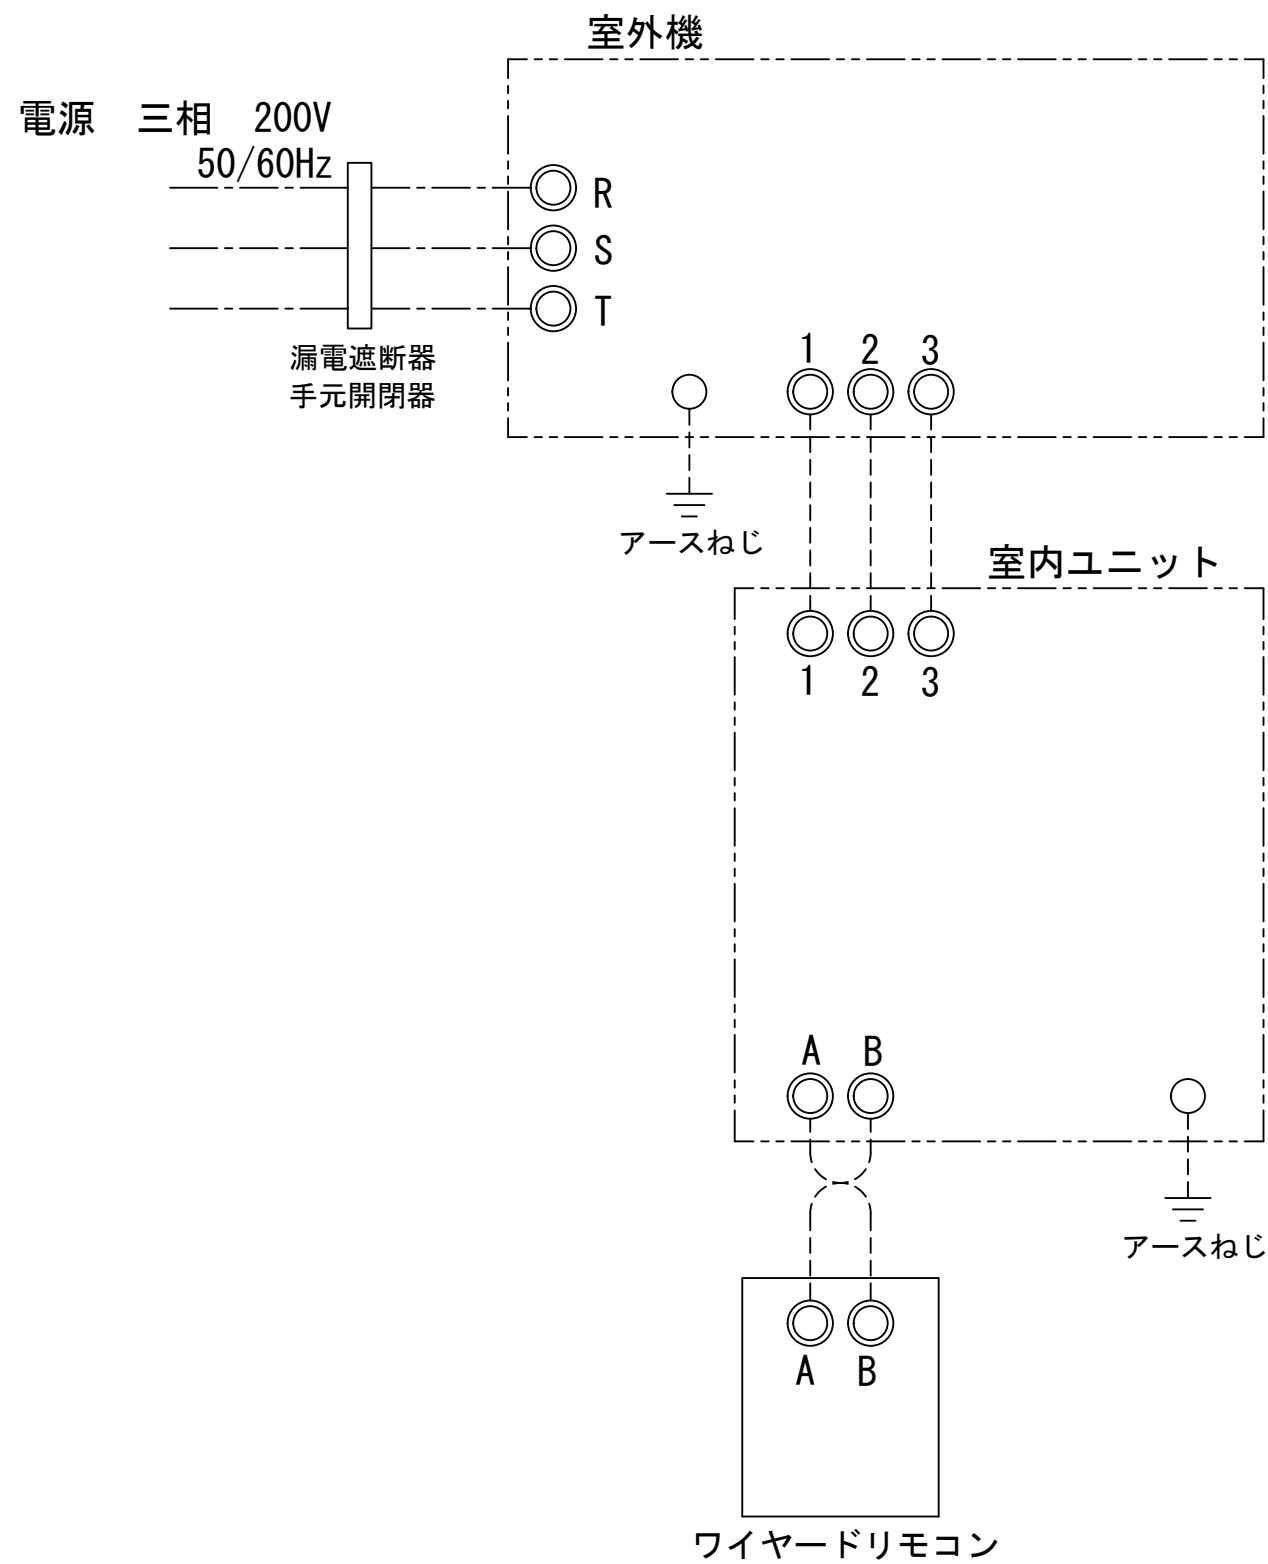 室外機
電源　三相　200V
50/60Hz
R
S
T
漏電遮断器
手元開閉器
1 2 3
アースねじ
室内ユニット
1 2 3
A B
アースねじ
A B
ワイヤードリモコン